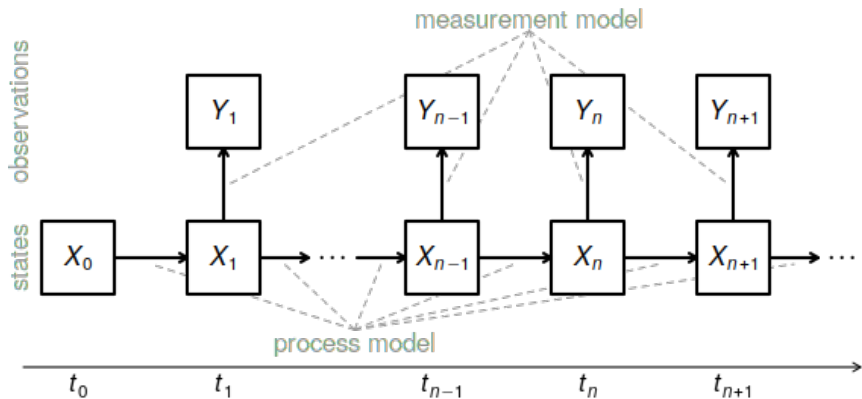 measurement model
observations
Y₁ Yₙ₋₁ Yₙ Yₙ₊₁
states
X₀ X₁ ··· Xₙ₋₁ Xₙ Xₙ₊₁ ···
process model
t₀ t₁ tₙ₋₁ tₙ tₙ₊₁